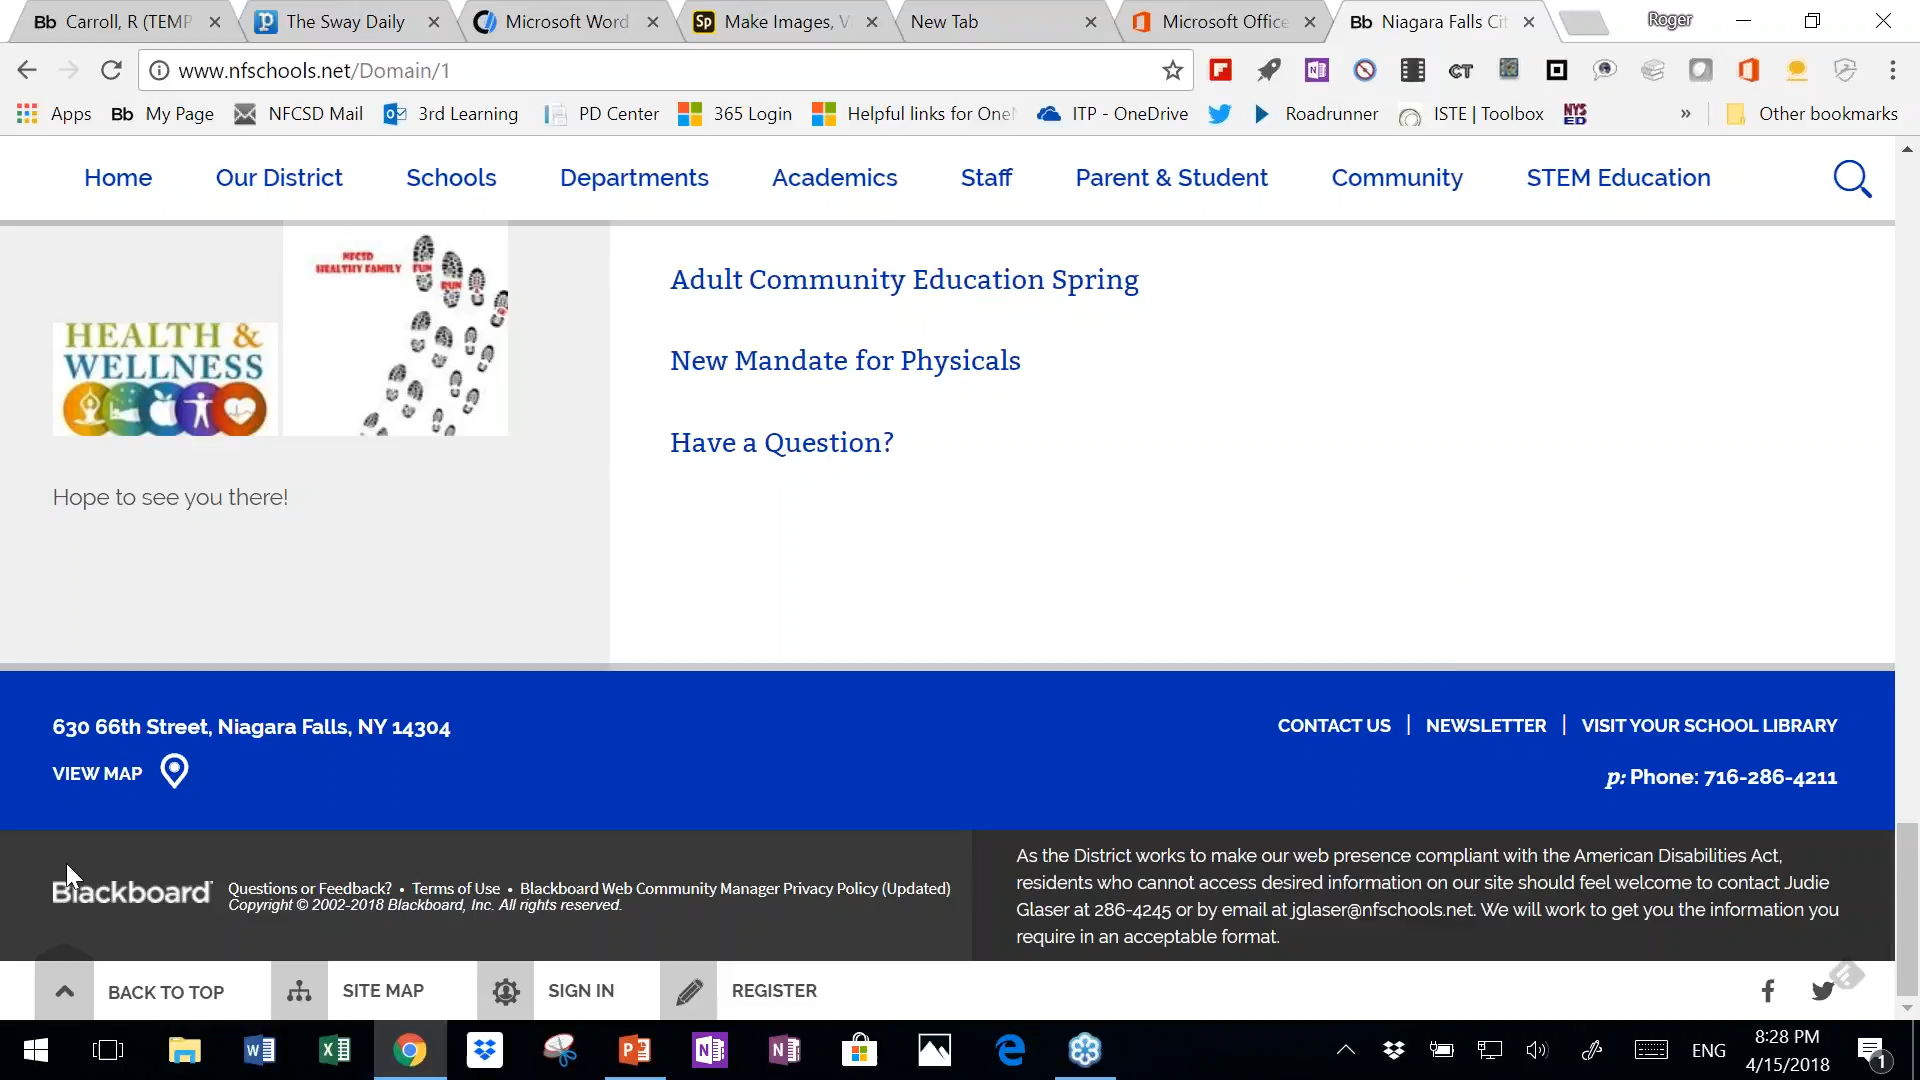 Bb Carroll, R (TEMP
The Sway Daily
Microsoft Word
Sp Make Images, V
New Tab
Microsoft Office
Bb Niagara Falls Cit
Roger
www.nfschools.net/Domain/1
CT
Apps
Bb My Page
NFCSD Mail
3rd Learning
PD Center
365 Login
Helpful links for One
ITP - OneDrive
Roadrunner
ISTE | Toolbox
NYS
ED
»
Other bookmarks
Home
Our District
Schools
Departments
Academics
Staff
Parent & Student
Community
STEM Education
NFCSD
HEALTHY FAMILY
FUN
RUN
HEALTH &
WELLNESS
Hope to see you there!
Adult Community Education Spring
New Mandate for Physicals
Have a Question?
630 66th Street, Niagara Falls, NY 14304
VIEW MAP
CONTACT US | NEWSLETTER | VISIT YOUR SCHOOL LIBRARY
p: Phone: 716-286-4211
Blackboard
Questions or Feedback? • Terms of Use • Blackboard Web Community Manager Privacy Policy (Updated)
Copyright © 2002-2018 Blackboard, Inc. All rights reserved.
As the District works to make our web presence compliant with the American Disabilities Act,
residents who cannot access desired information on our site should feel welcome to contact Judie
Glaser at 286-4245 or by email at jglaser@nfschools.net. We will work to get you the information you
require in an acceptable format.
BACK TO TOP
SITE MAP
SIGN IN
REGISTER
ENG
8:28 PM
4/15/2018
1